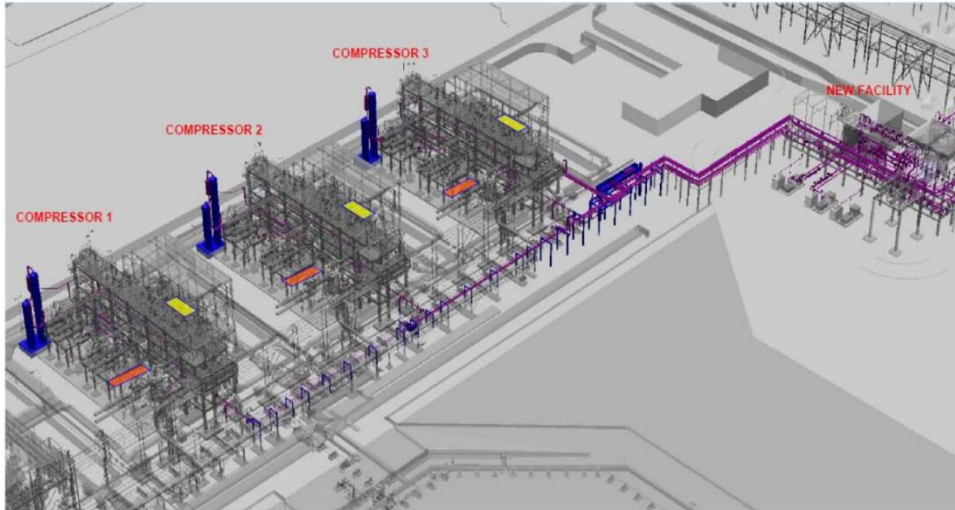 COMPRESSOR 3
NEW FACILITY
COMPRESSOR 2
COMPRESSOR 1